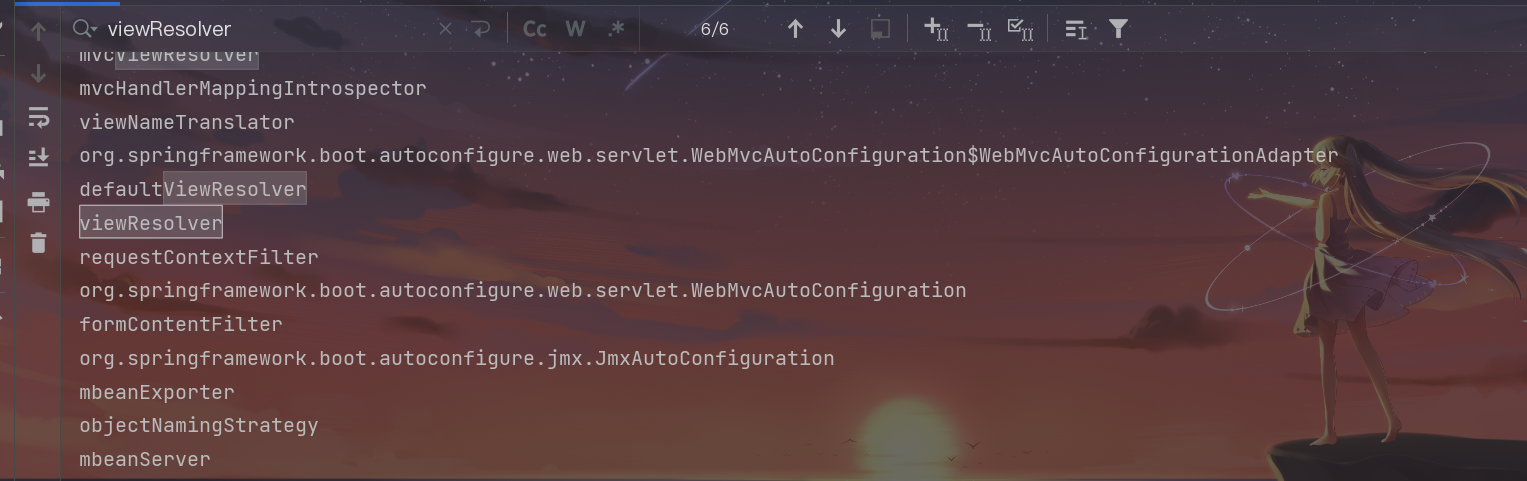 viewResolver
Cc W .* 6/6
mvcViewResolver
mvcHandlerMappingIntrospector
viewNameTranslator
org.springframework.boot.autoconfigure.web.servlet.WebMvcAutoConfiguration$WebMvcAutoConfigurationAdapter
defaultViewResolver
viewResolver
requestContextFilter
org.springframework.boot.autoconfigure.web.servlet.WebMvcAutoConfiguration
formContentFilter
org.springframework.boot.autoconfigure.jmx.JmxAutoConfiguration
mbeanExporter
objectNamingStrategy
mbeanServer